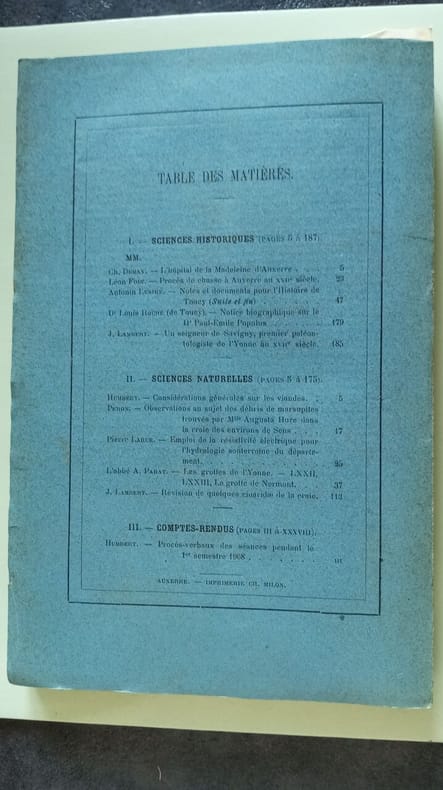 TABLE DES MATIÈRES.
I. — SCIENCES HISTORIQUES (PAGES 5 à 187).
MM.
CH. DEMAY. — L'hôpital de la Madeleine d'Auxerre . . . 5
Léon FOIN. — Procès de chasse à Auxerre au XVIIe siècle. 23
Antonin LESIRE. — Notes et documents pour l'Histoire de
Toucy (Suite et fin) . . . 47
Dr Louis ROCHÉ (de Toucy). — Notice biographique sur le
Dr Paul-Emile Populus . . . 179
J. LAMBERT. — Un seigneur de Savigny, premier paléon-
tologiste de l'Yonne au XVIIe siècle. 185
II. — SCIENCES NATURELLES (PAGES 5 à 175).
HUMBERT. — Considérations générales sur les viandes. . 5
PERON. — Observations au sujet des débris de marsupites
trouvés par Mlle Augusta Hure dans
la craie des environs de Sens . . . 17
Pierre LARUE. — Emploi de la résistivité électrique pour
l'hydrologie souterraine du départe-
ment. . . . 25
L'abbé A. PARAT. — Les grottes de l'Yonne. — LXXII,
LXXIII, La grotte de Nermont. . 37
J. LAMBERT. — Révision de quelques cidaridæ de la craie. 113
III. — COMPTES-RENDUS (PAGES III à XXXVIII).
HUMBERT. — Procès-verbaux des séances pendant le
1er semestre 1908 . . . . . . III
AUXERRE. — IMPRIMERIE CH. MILON.